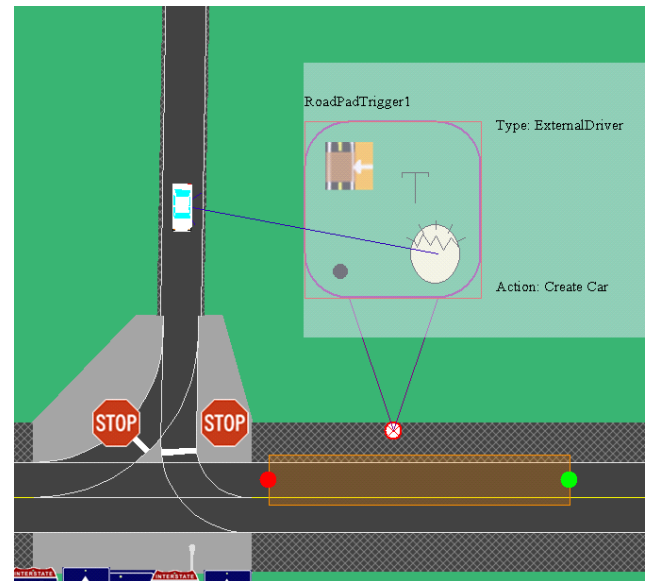 RoadPadTrigger1
Type: ExternalDriver
Action: Create Car
STOP
STOP
INTERSTATE
INTERSTATE